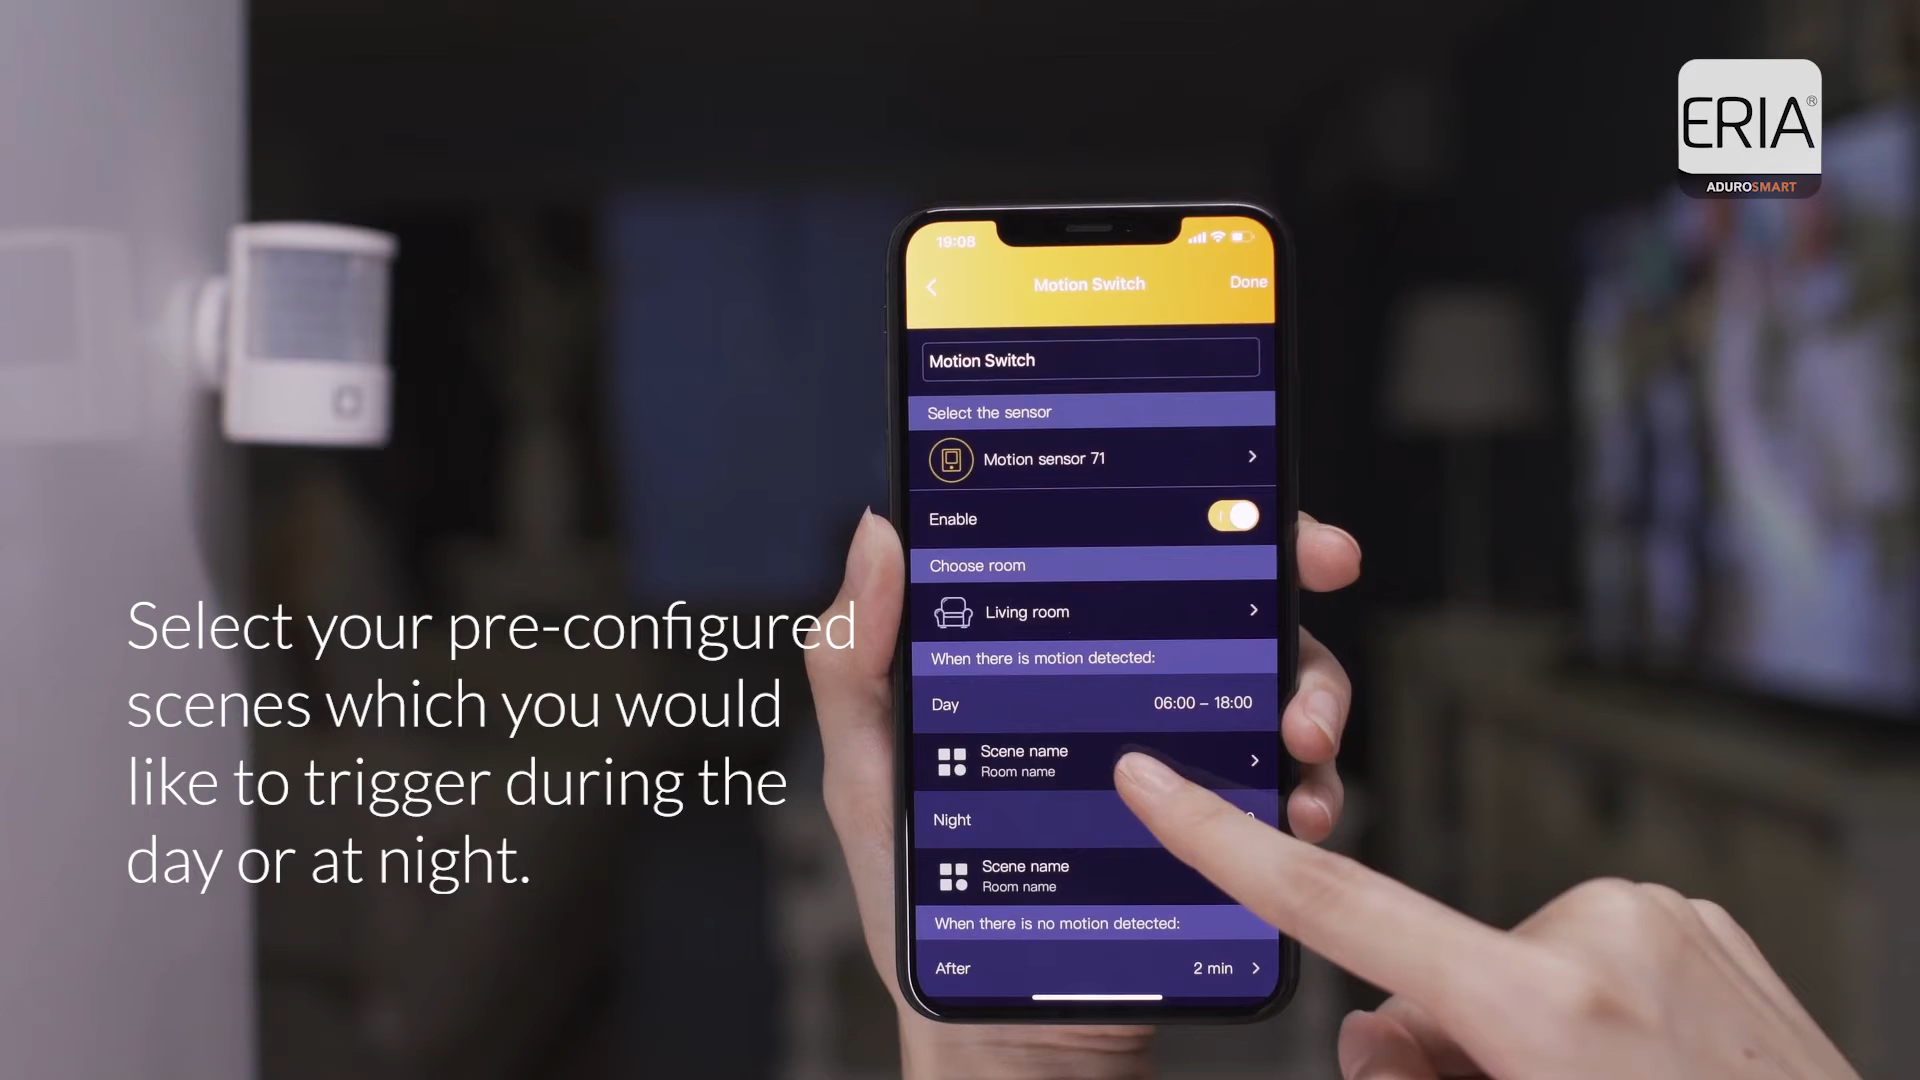 ERIA®
ADUROSMART
19:08
Motion Switch
Done
Motion Switch
Select the sensor
Motion sensor 71
Enable
Choose room
Living room
When there is motion detected:
Day
06:00 – 18:00
Scene name
Room name
Night
Scene name
Room name
When there is no motion detected:
After
2 min
Select your pre-configured
scenes which you would
like to trigger during the
day or at night.